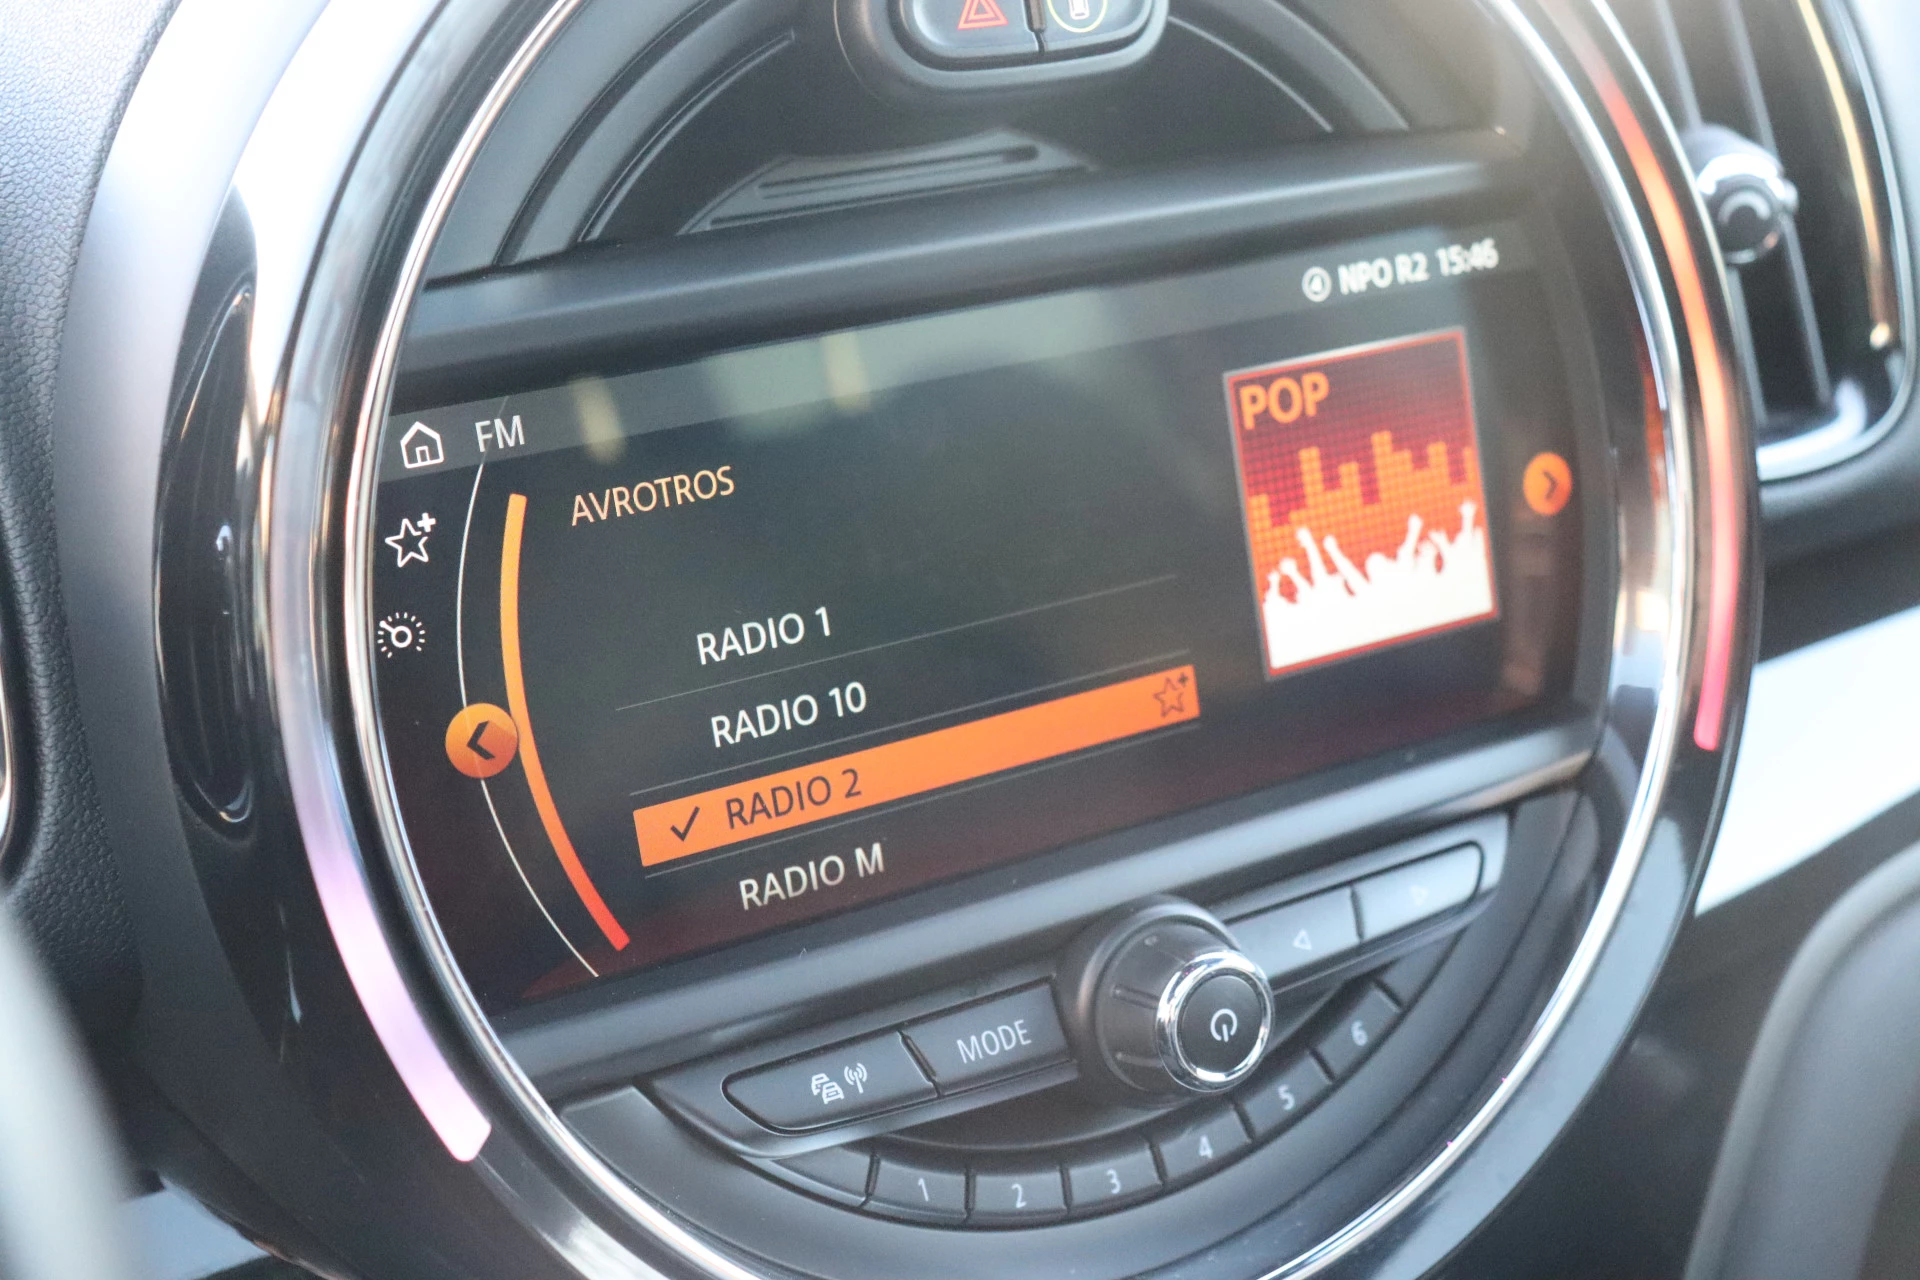 ④ NPO R2 15:46
FM
POP
AVROTROS
RADIO 1
RADIO 10
RADIO 2
RADIO M
MODE
1 2 3 4 5 6